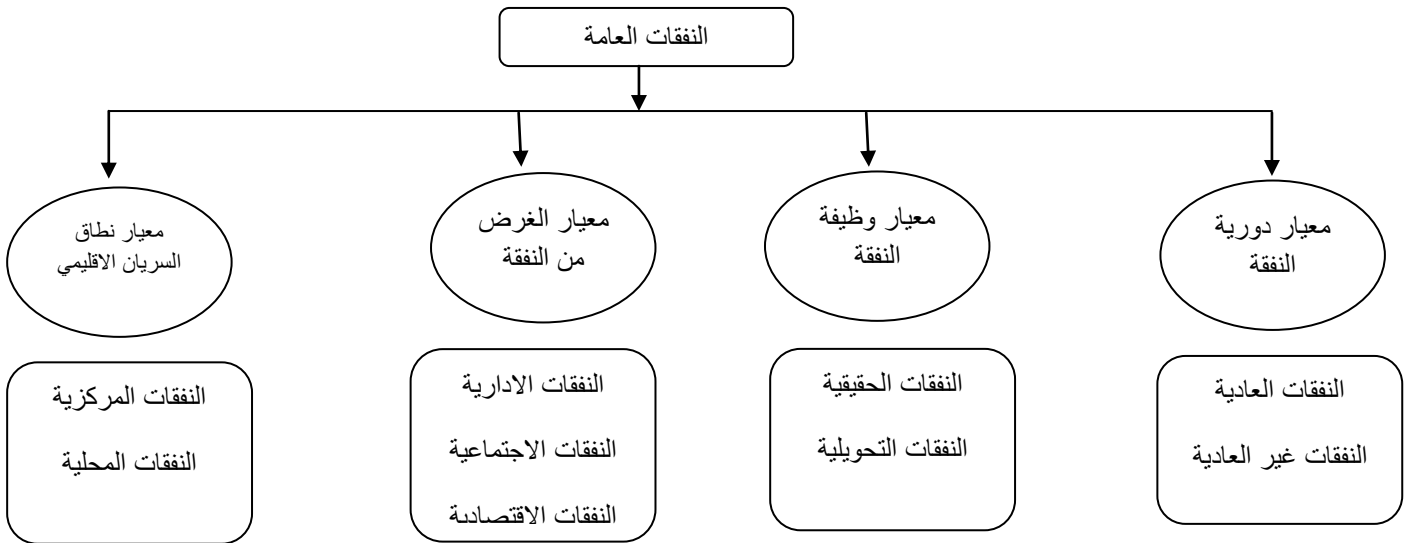 النفقات العامة
معيار دورية
النفقة
معيار وظيفة
النفقة
معيار الغرض
من النفقة
معيار نطاق
السريان الاقليمي
النفقات العادية
النفقات غير العادية
النفقات الحقيقية
النفقات التحويلية
النفقات الادارية
النفقات الاجتماعية
النفقات الاقتصادية
النفقات المركزية
النفقات المحلية